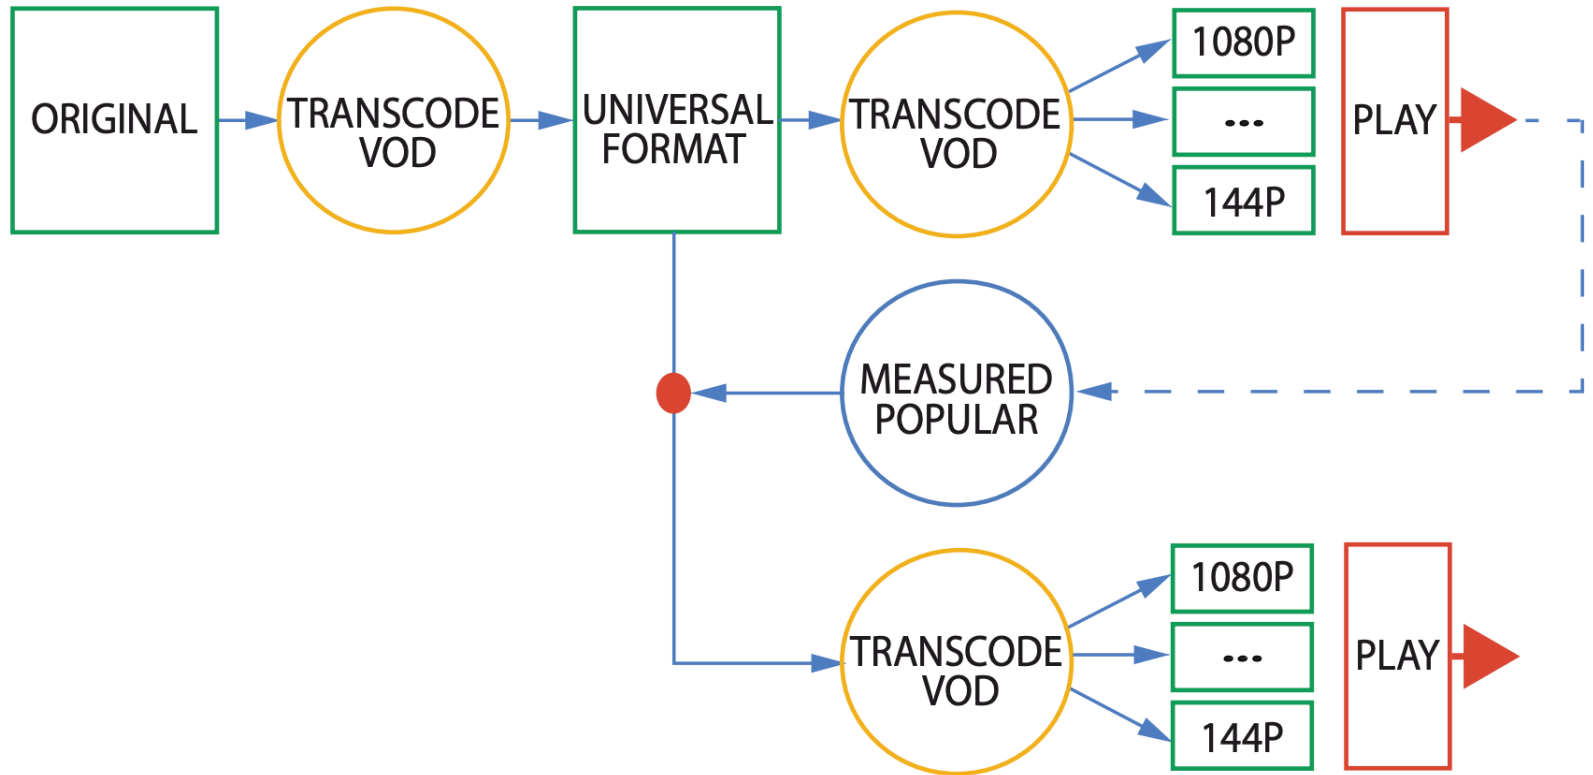 ORIGINAL
TRANSCODE
VOD
UNIVERSAL
FORMAT
TRANSCODE
VOD
1080P
...
144P
PLAY
MEASURED
POPULAR
TRANSCODE
VOD
1080P
...
144P
PLAY